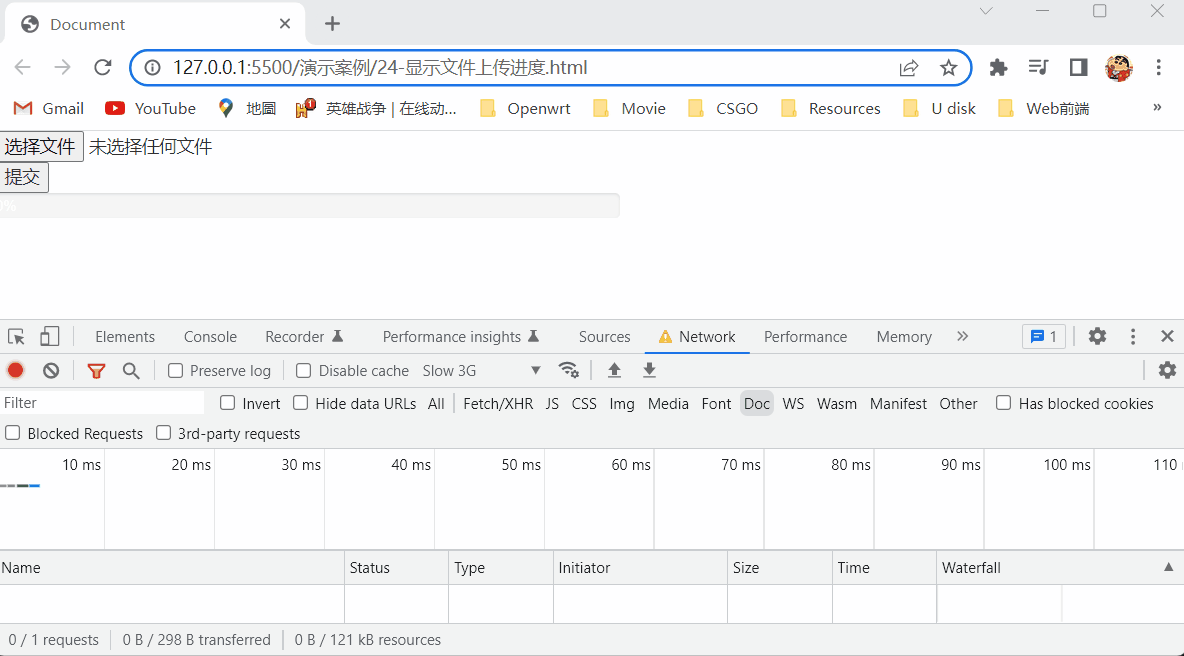 Document
127.0.0.1:5500/演示案例/24-显示文件上传进度.html
Gmail YouTube 地圖 英雄战争 | 在线动... Openwrt Movie CSGO Resources U disk Web前端 »
选择文件 未选择任何文件
提交
0%
Elements Console Recorder Performance insights Sources Network Performance Memory » 1
Preserve log Disable cache Slow 3G
Filter Invert Hide data URLs All Fetch/XHR JS CSS Img Media Font Doc WS Wasm Manifest Other Has blocked cookies
Blocked Requests 3rd-party requests
10 ms 20 ms 30 ms 40 ms 50 ms 60 ms 70 ms 80 ms 90 ms 100 ms 110
Name Status Type Initiator Size Time Waterfall
0 / 1 requests 0 B / 298 B transferred 0 B / 121 kB resources